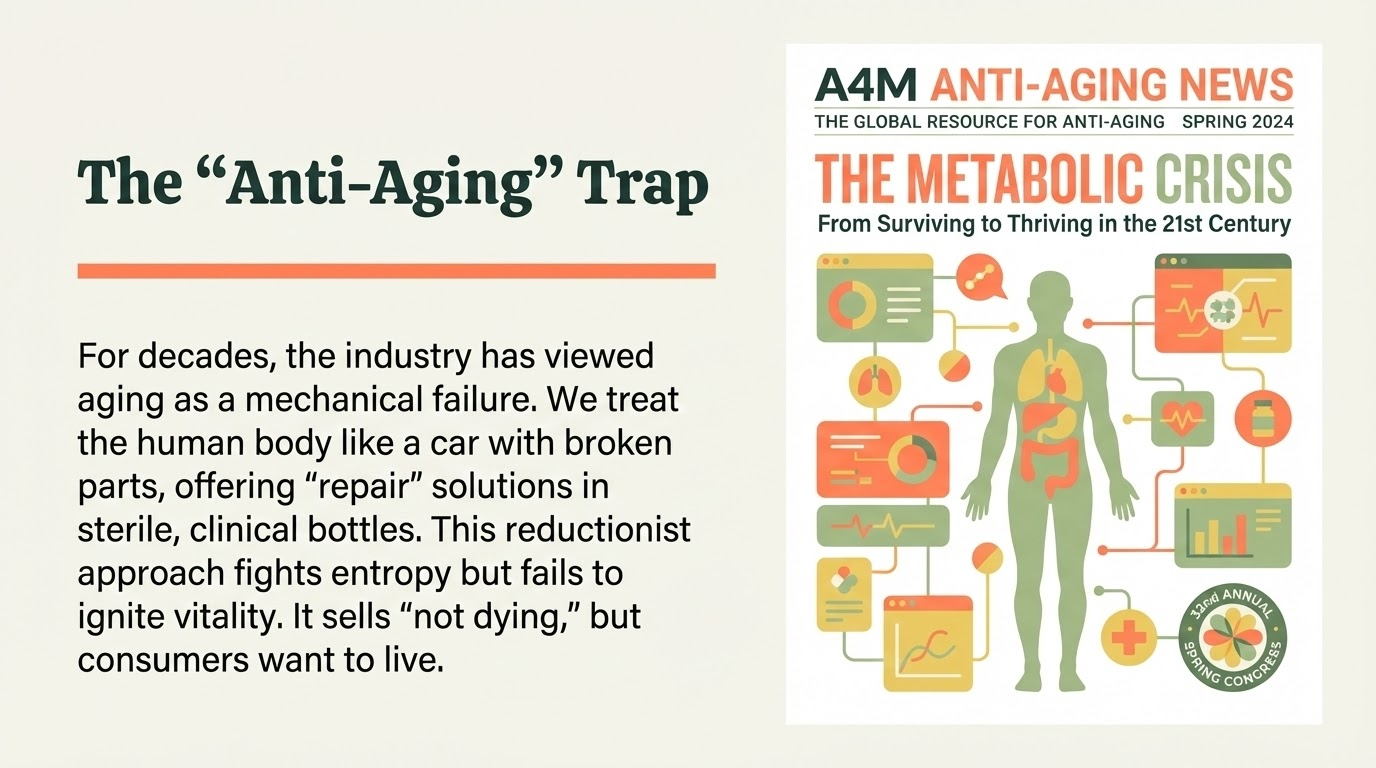 The “Anti-Aging” Trap
For decades, the industry has viewed
aging as a mechanical failure. We treat
the human body like a car with broken
parts, offering “repair” solutions in
sterile, clinical bottles. This reductionist
approach fights entropy but fails to
ignite vitality. It sells “not dying,” but
consumers want to live.
A4M ANTI-AGING NEWS
THE GLOBAL RESOURCE FOR ANTI-AGING SPRING 2024
THE METABOLIC CRISIS
From Surviving to Thriving in the 21st Century
32nd ANNUAL
SPRING CONGRESS